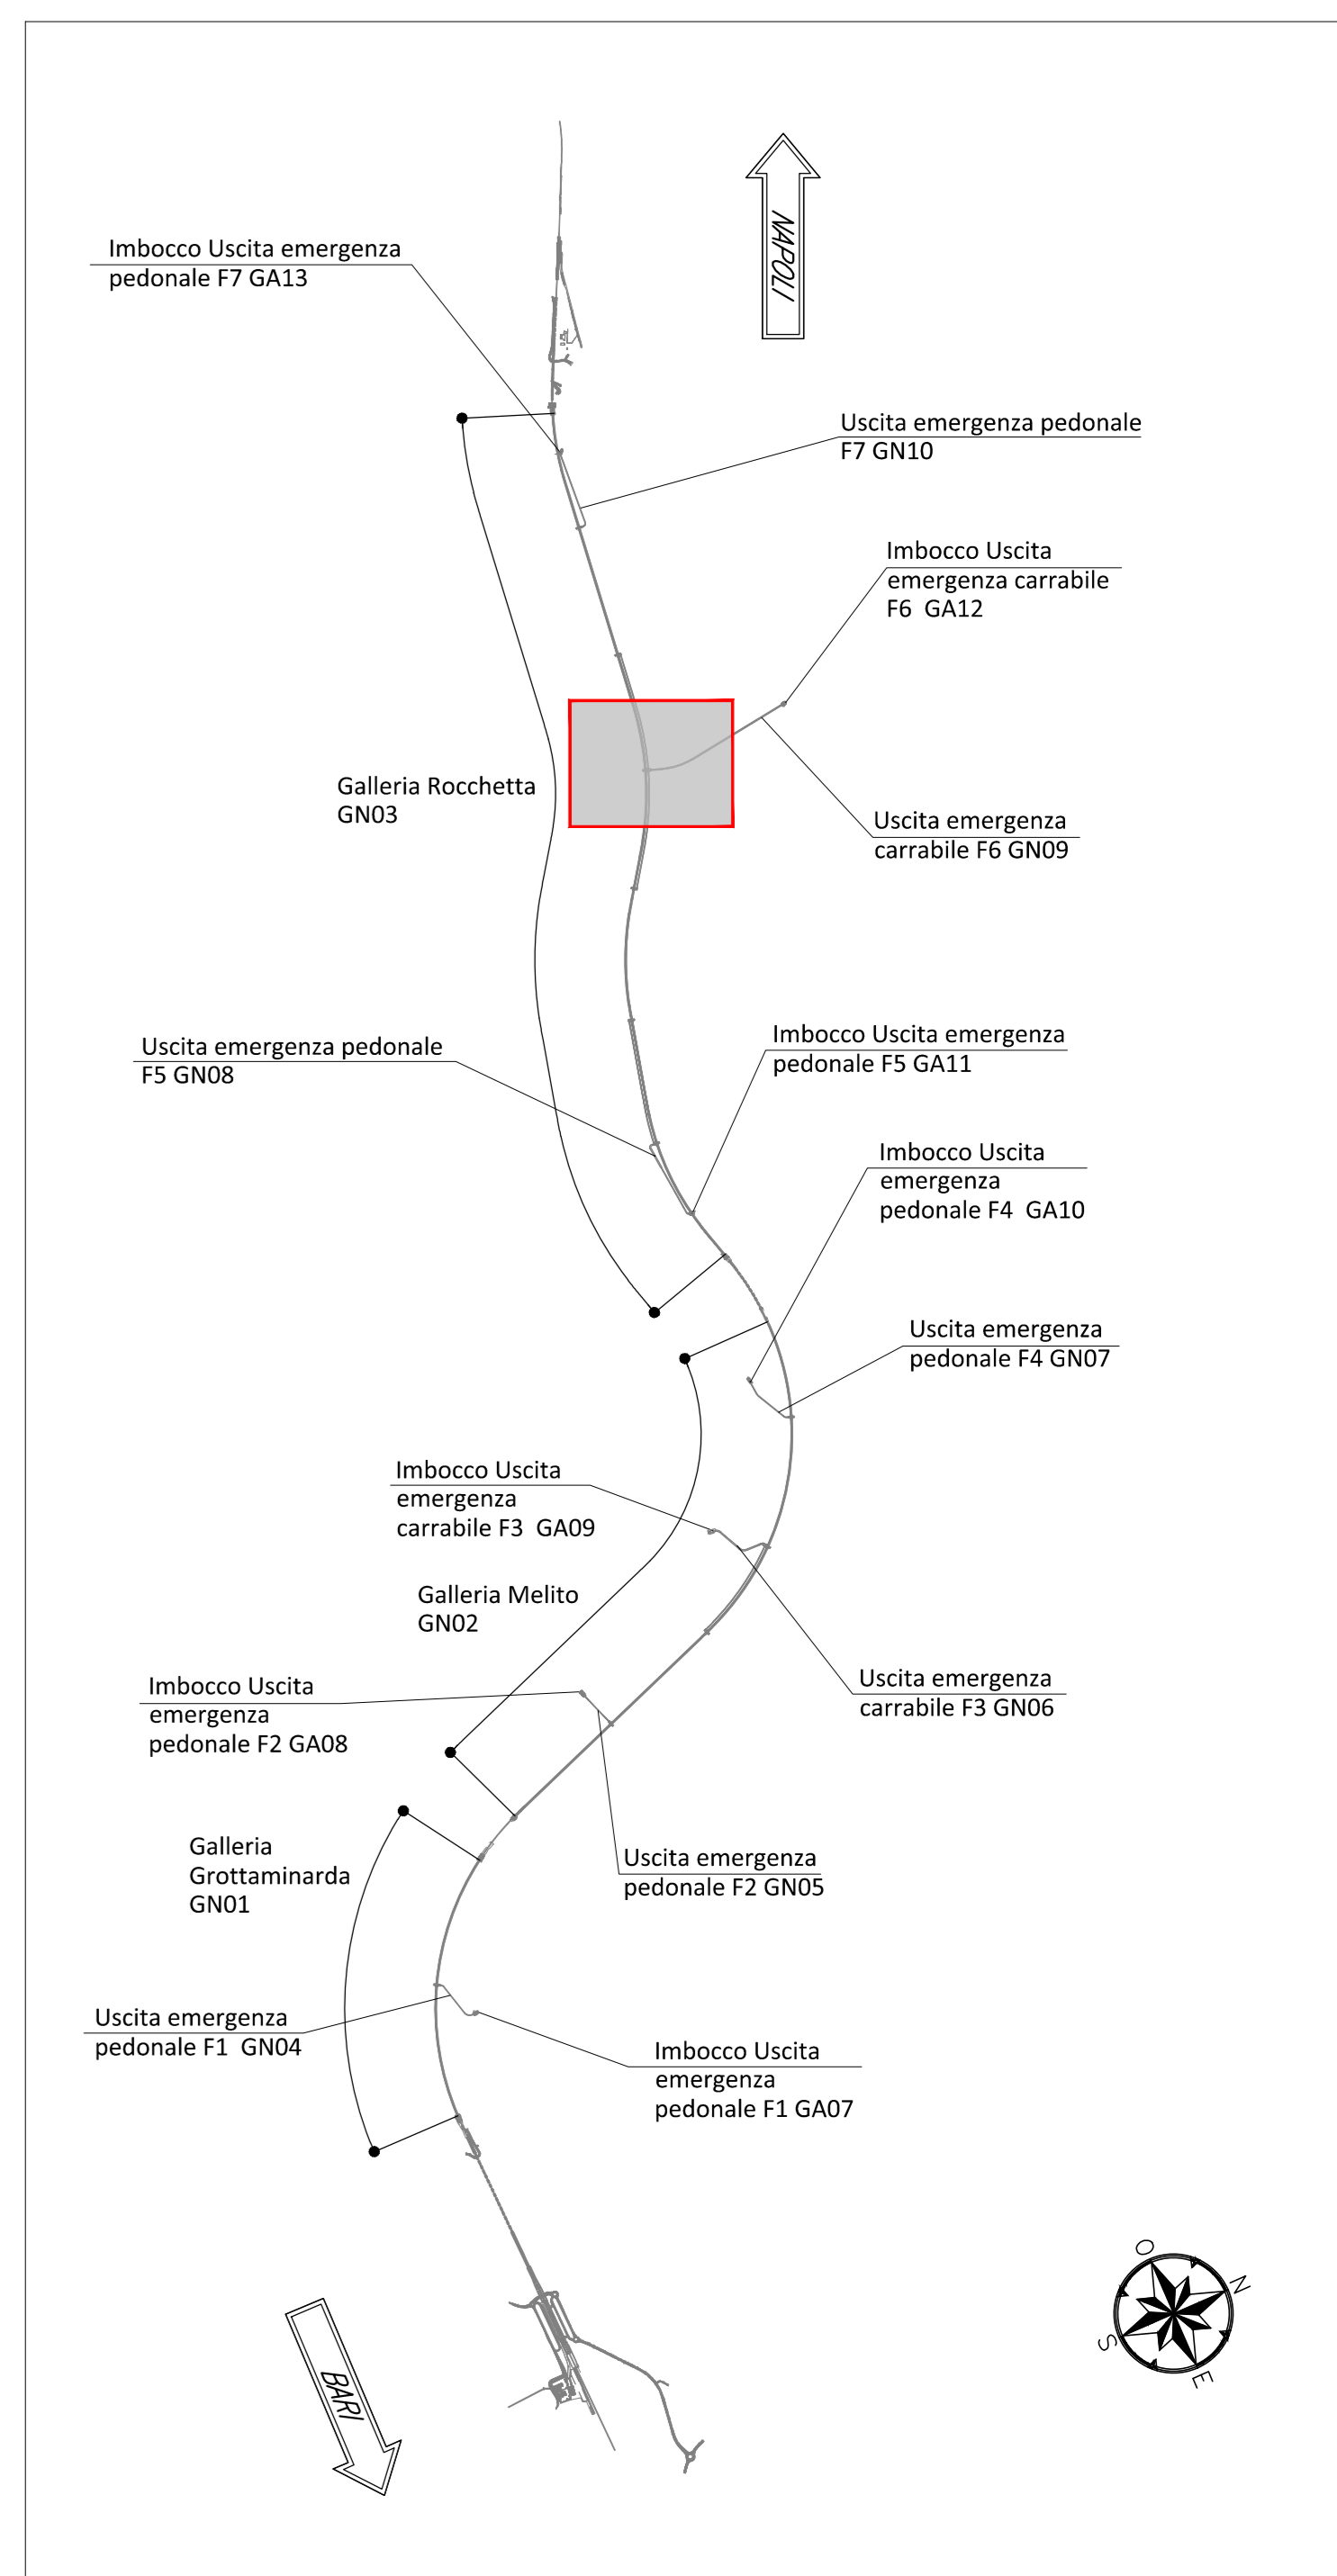 NAPOLI
Imbocco Uscita emergenza
pedonale F7 GA13
Uscita emergenza pedonale
F7 GN10
Imbocco Uscita
emergenza carrabile
F6 GA12
Galleria Rocchetta
GN03
Uscita emergenza
carrabile F6 GN09
Uscita emergenza pedonale
F5 GN08
Imbocco Uscita emergenza
pedonale F5 GA11
Imbocco Uscita
emergenza
pedonale F4 GA10
Uscita emergenza
pedonale F4 GN07
Imbocco Uscita
emergenza
carrabile F3 GA09
Galleria Melito
GN02
Imbocco Uscita
emergenza
pedonale F2 GA08
Uscita emergenza
carrabile F3 GN06
Galleria
Grottaminarda
GN01
Uscita emergenza
pedonale F2 GN05
Uscita emergenza
pedonale F1 GN04
Imbocco Uscita
emergenza
pedonale F1 GA07
O
N
S
E
BARI